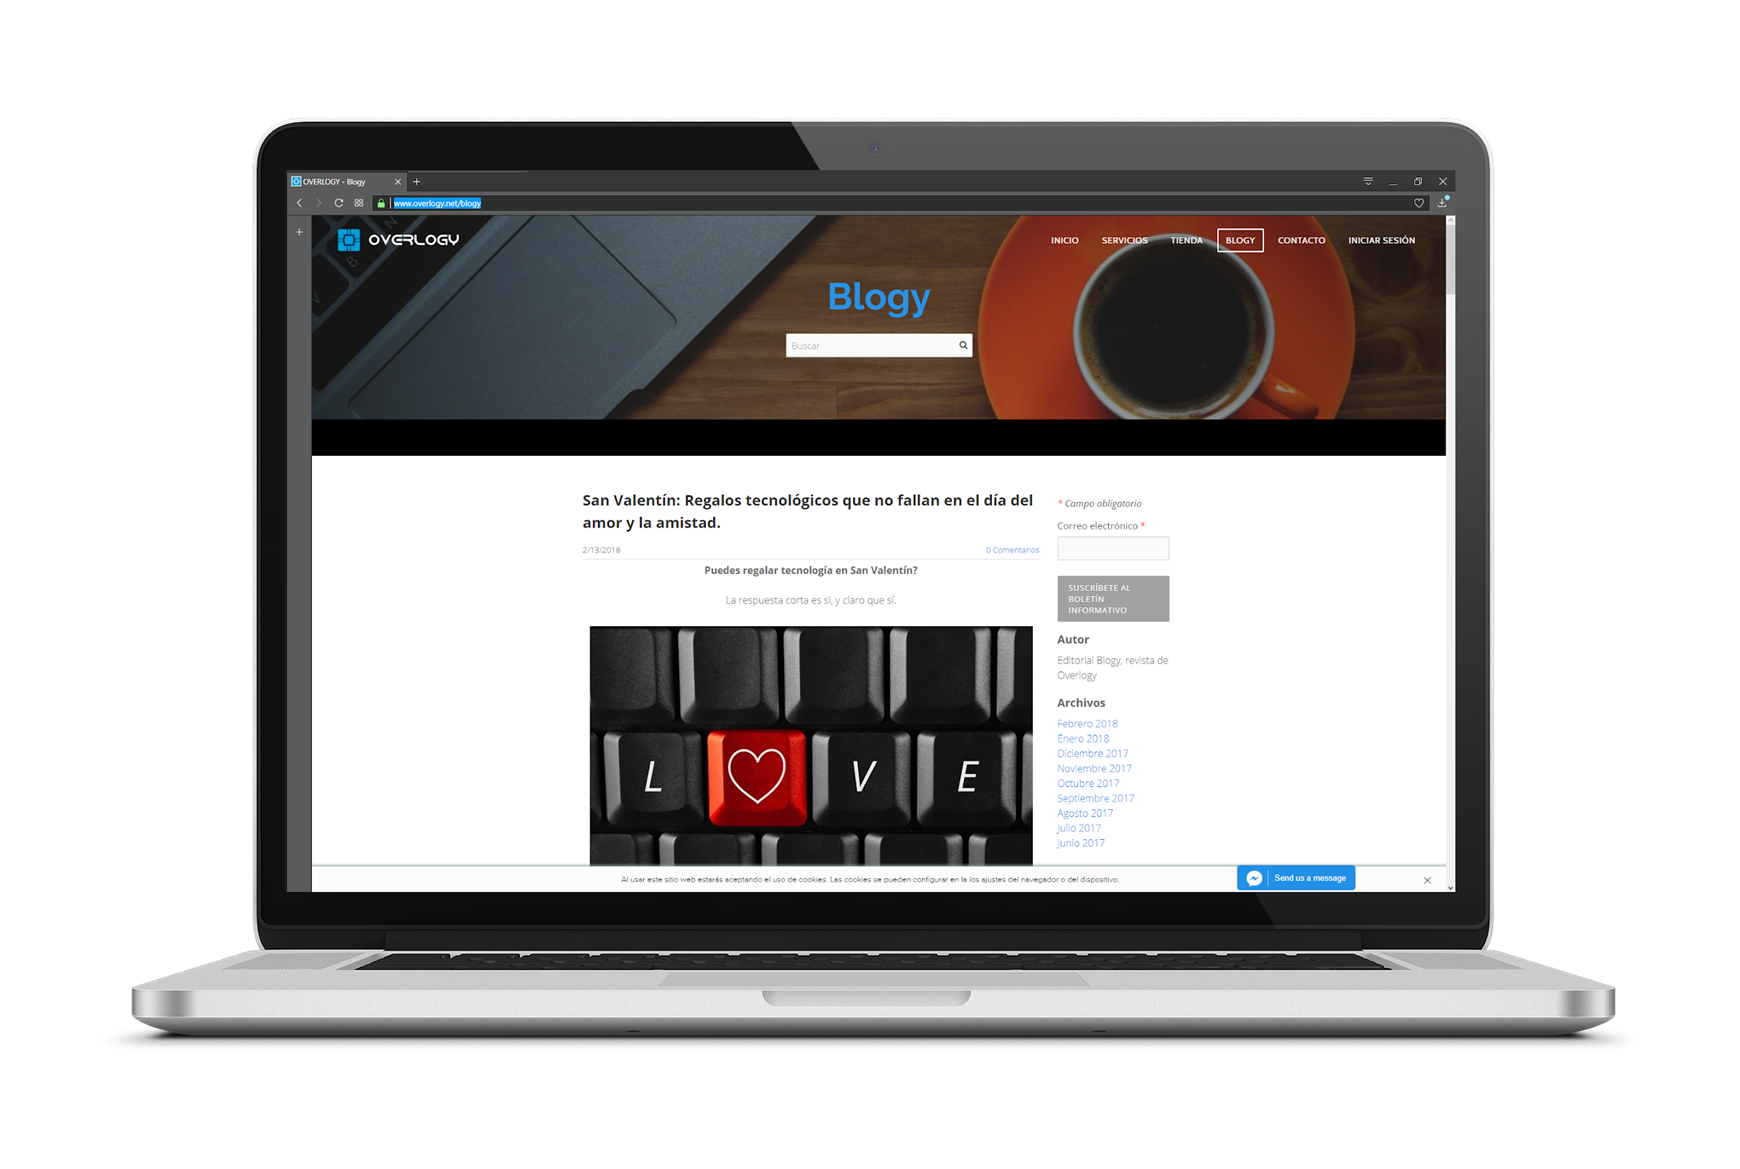 OVERLOGY - Blogy
www.overlogy.net/blogy
OVERLOGY
INICIO SERVICIOS TIENDA BLOGY CONTACTO INICIAR SESIÓN
Blogy
Buscar
San Valentín: Regalos tecnológicos que no fallan en el día del
amor y la amistad.
2/13/2018 0 Comentarios
Puedes regalar tecnología en San Valentín?
La respuesta corta es si, y claro que sí.
L V E
* Campo obligatorio
Correo electrónico *
SUSCRÍBETE AL
BOLETÍN
INFORMATIVO
Autor
Editorial Blogy, revista de
Overlogy
Archivos
Febrero 2018
Enero 2018
Diciembre 2017
Noviembre 2017
Octubre 2017
Septiembre 2017
Agosto 2017
Julio 2017
Junio 2017
Al usar este sitio web estarás aceptando el uso de cookies. Las cookies se pueden configurar en la los ajustes del navegador o del dispositivo.
Send us a message